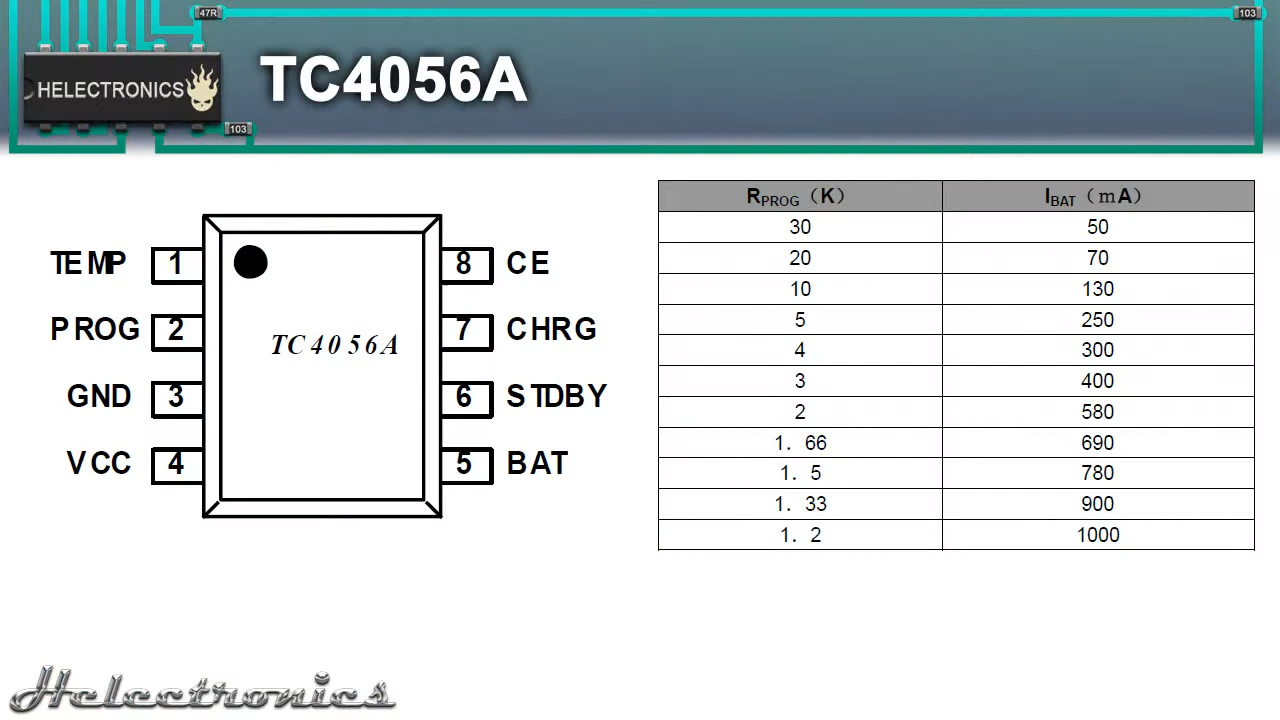 47R
103
HELECTRONICS
TC4056A
103
TEMP 1
8 CE
PROG 2
7 CHRG
GND 3
6 STDBY
VCC 4
5 BAT
TC4056A
RPROG（K） IBAT（mA）
30 50
20 70
10 130
5 250
4 300
3 400
2 580
1．66 690
1．5 780
1．33 900
1．2 1000
Helectronics